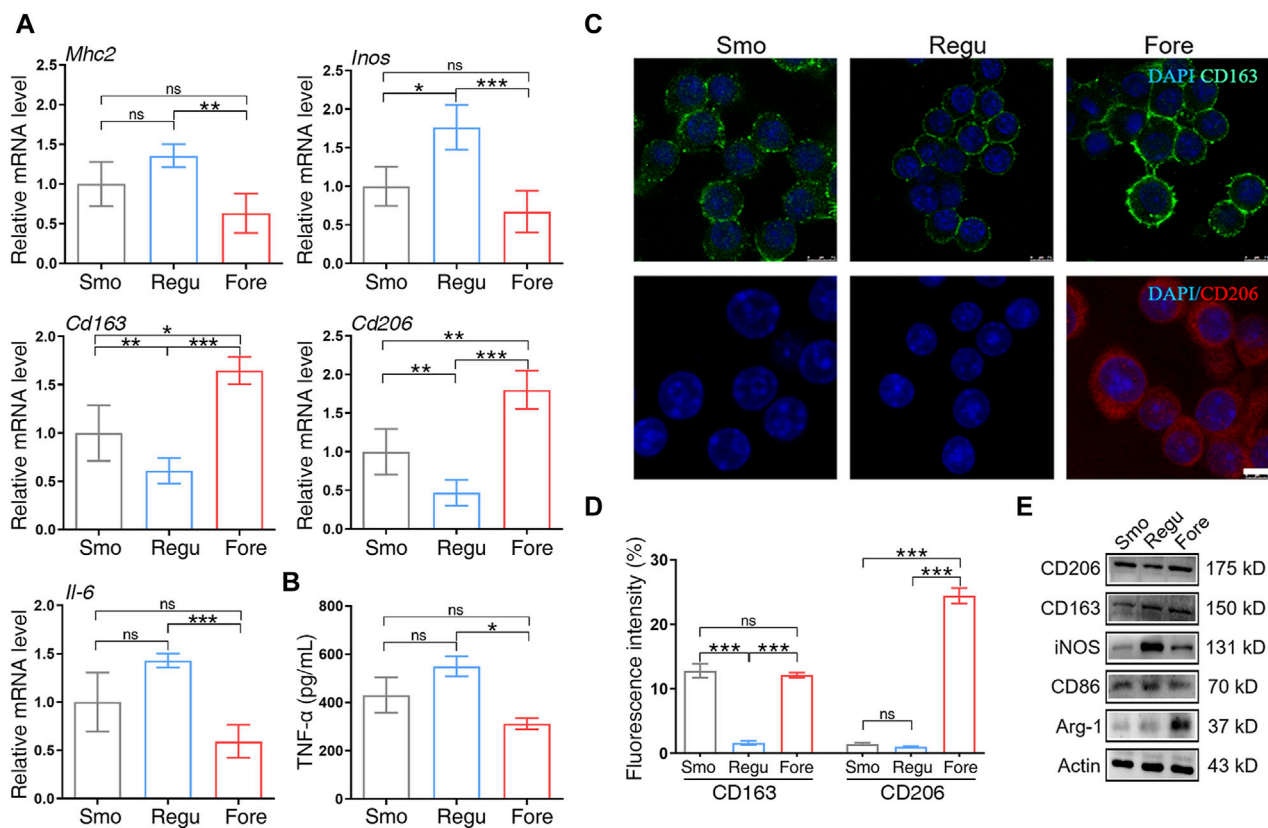 A
Mhc2
Relative mRNA level
2.5
2.0
1.5
1.0
0.5
0.0
ns
ns
**
Smo Regu Fore
Inos
Relative mRNA level
2.5
2.0
1.5
1.0
0.5
0.0
ns
*
***
Smo Regu Fore
Cd163
Relative mRNA level
2.0
1.5
1.0
0.5
0.0
*
**
***
Smo Regu Fore
Cd206
Relative mRNA level
2.5
2.0
1.5
1.0
0.5
0.0
**
**
***
Smo Regu Fore
Il-6
Relative mRNA level
2.0
1.5
1.0
0.5
0.0
ns
ns
***
Smo Regu Fore
B
TNF-α (pg/mL)
800
600
400
200
0
ns
ns
*
Smo Regu Fore
C
Smo Regu Fore
DAPI CD163
DAPI/CD206
D
Fluorescence intensity (%)
30
20
10
0
ns
***
***
***
***
ns
Smo Regu Fore Smo Regu Fore
CD163 CD206
E
Smo Regu Fore
CD206 175 kD
CD163 150 kD
iNOS 131 kD
CD86 70 kD
Arg-1 37 kD
Actin 43 kD